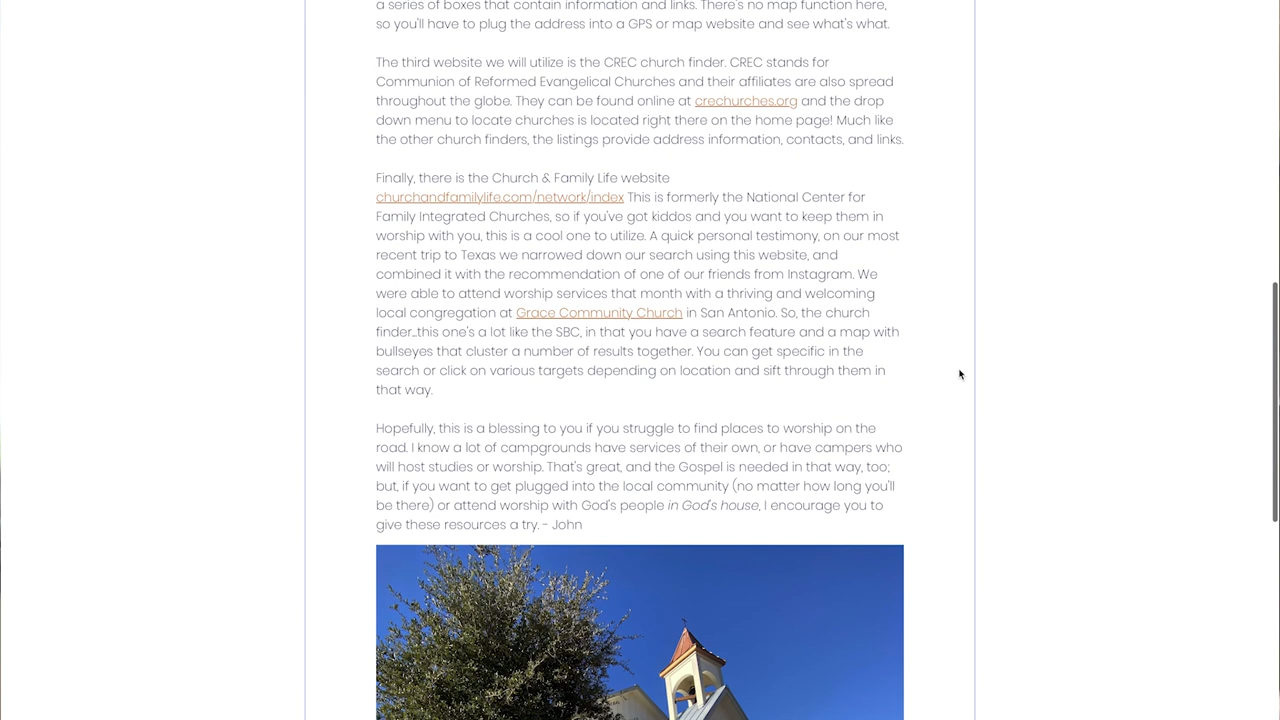 a series of boxes that contain information and links. There's no map function here,
so you'll have to plug the address into a GPS or map website and see what's what.
The third website we will utilize is the CREC church finder. CREC stands for
Communion of Reformed Evangelical Churches and their affiliates are also spread
throughout the globe. They can be found online at crechurches.org and the drop
down menu to locate churches is located right there on the home page! Much like
the other church finders, the listings provide address information, contacts, and links.
Finally, there is the Church & Family Life website
churchandfamilylife.com/network/index This is formerly the National Center for
Family Integrated Churches, so if you've got kiddos and you want to keep them in
worship with you, this is a cool one to utilize. A quick personal testimony, on our most
recent trip to Texas we narrowed down our search using this website, and
combined it with the recommendation of one of our friends from Instagram. We
were able to attend worship services that month with a thriving and welcoming
local congregation at Grace Community Church in San Antonio. So, the church
finder...this one's a lot like the SBC, in that you have a search feature and a map with
bullseyes that cluster a number of results together. You can get specific in the
search or click on various targets depending on location and sift through them in
that way.
Hopefully, this is a blessing to you if you struggle to find places to worship on the
road. I know a lot of campgrounds have services of their own, or have campers who
will host studies or worship. That's great, and the Gospel is needed in that way, too;
but, if you want to get plugged into the local community (no matter how long you'll
be there) or attend worship with God's people in God's house, I encourage you to
give these resources a try. - John